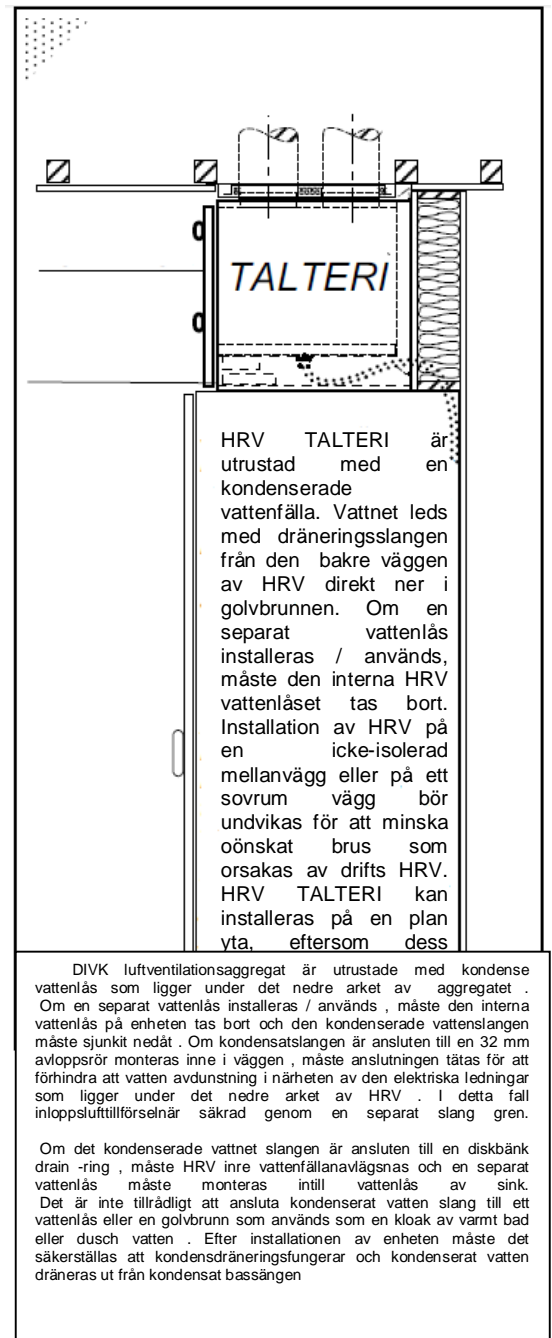 TALTERI
HRV TALTERI är
utrustad med en
kondenserade
vattenfälla. Vattnet leds
med dräneringsslangen
från den bakre väggen
av HRV direkt ner i
golvbrunnen. Om en
separat vattenlås
installeras / används,
måste den interna HRV
vattenlåset tas bort.
Installation av HRV på
en icke-isolerad
mellanvägg eller på ett
sovrum vägg bör
undvikas för att minska
oönskat brus som
orsakas av drifts HRV.
HRV TALTERI kan
installeras på en plan
yta, eftersom dess
DIVK luftventilationsaggregat är utrustade med kondense
vattenlås som ligger under det nedre arket av aggregatet .
Om en separat vattenlås installeras / används , måste den interna
vattenlås på enheten tas bort och den kondenserade vattenslangen
måste sjunkit nedåt . Om kondensatslangen är ansluten till en 32 mm
avloppsrör monteras inne i väggen , måste anslutningen tätas för att
förhindra att vatten avdunstning i närheten av den elektriska ledningar
som ligger under det nedre arket av HRV . I detta fall
inloppslufttillförselnär säkrad genom en separat slang gren.
Om det kondenserade vattnet slangen är ansluten till en diskbänk
drain -ring , måste HRV inre vattenfällanavlägsnas och en separat
vattenlås måste monteras intill vattenlås av sink.
Det är inte tillrådligt att ansluta kondenserat vatten slang till ett
vattenlås eller en golvbrunn som används som en kloak av varmt bad
eller dusch vatten . Efter installationen av enheten måste det
säkerställas att kondensdräneringsfungerar och kondenserat vatten
dräneras ut från kondensat bassängen